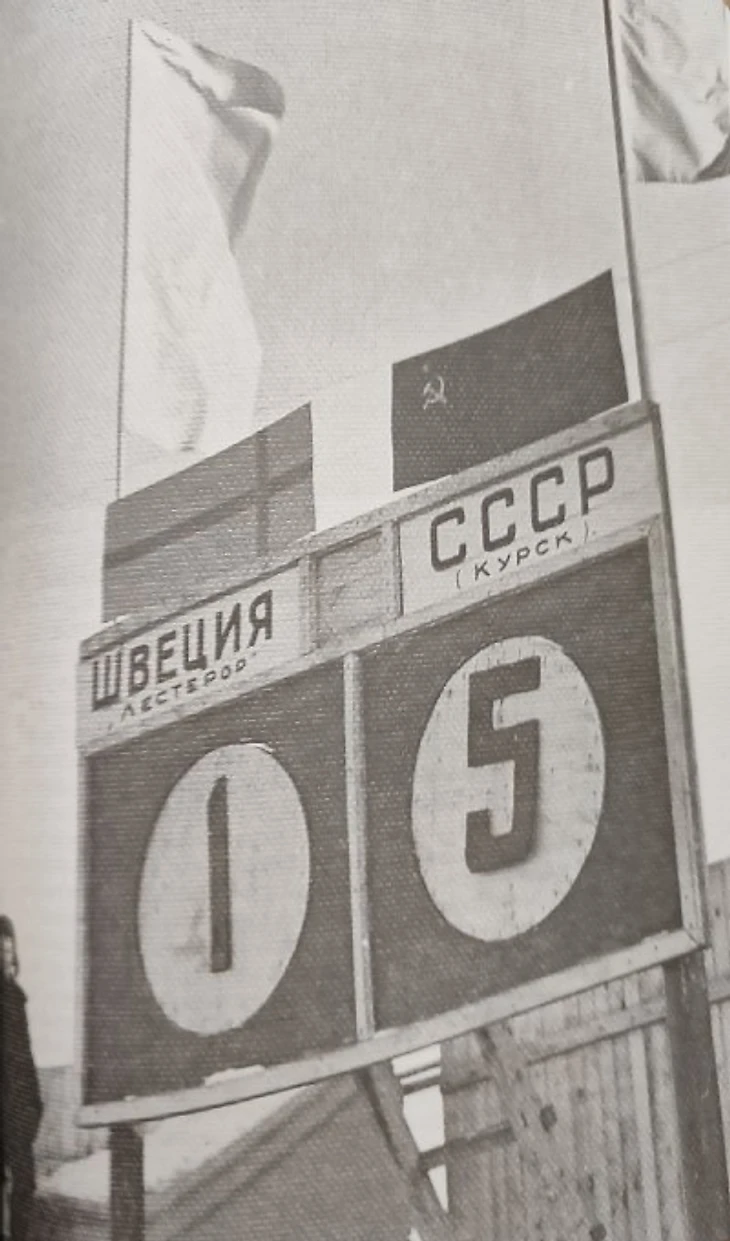 ШВЕЦИЯ
„Лестерор"
СССР
(Курск).
1
5